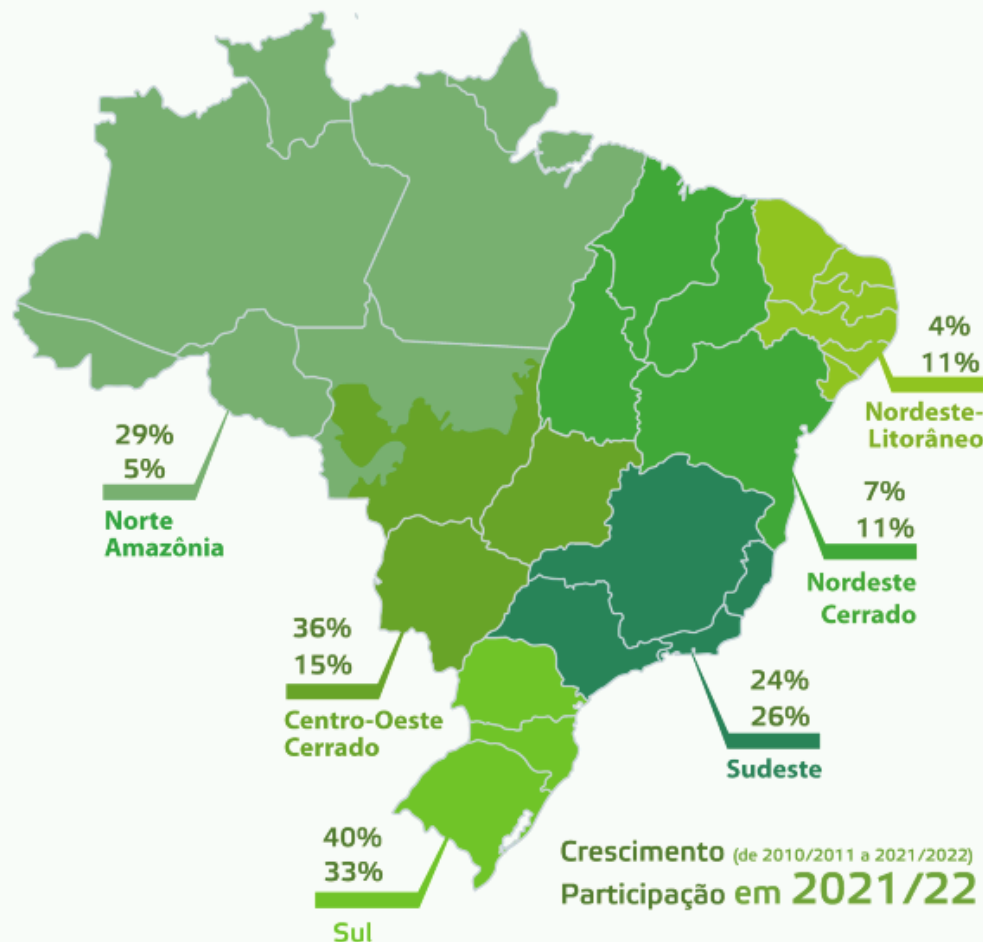 4%
11%
Nordeste-
Litorâneo
29%
5%
Norte
Amazônia
7%
11%
Nordeste
Cerrado
36%
15%
Centro-Oeste
Cerrado
24%
26%
Sudeste
40%
33%
Sul
Crescimento (de 2010/2011 a 2021/2022)
Participação em 2021/22